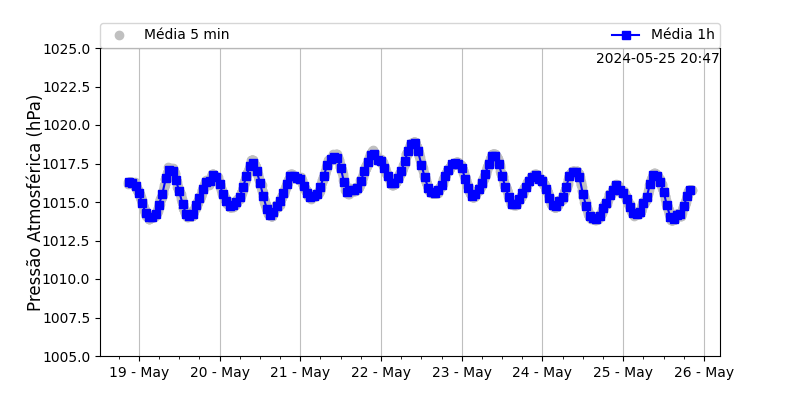 Média 5 min
Média 1h
2024-05-25 20:47
Pressão Atmosférica (hPa)
1025.0
1022.5
1020.0
1017.5
1015.0
1012.5
1010.0
1007.5
1005.0
19 - May
20 - May
21 - May
22 - May
23 - May
24 - May
25 - May
26 - May